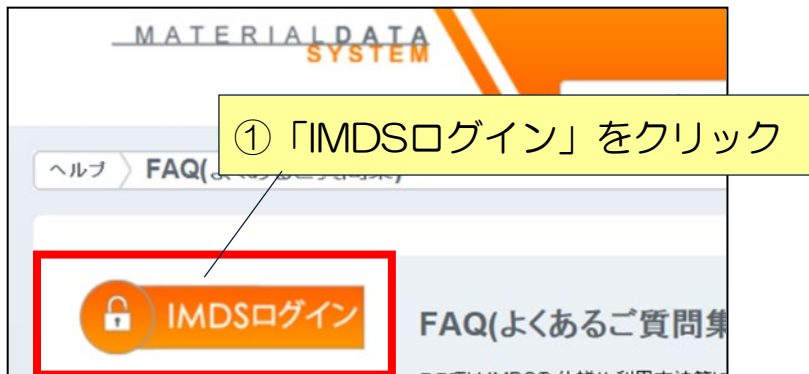 MATERIALDATA
SYSTEM
①「IMDSログイン」をクリック
ヘルプ
FAQ(
IMDSログイン
FAQ(よくあるご質問集